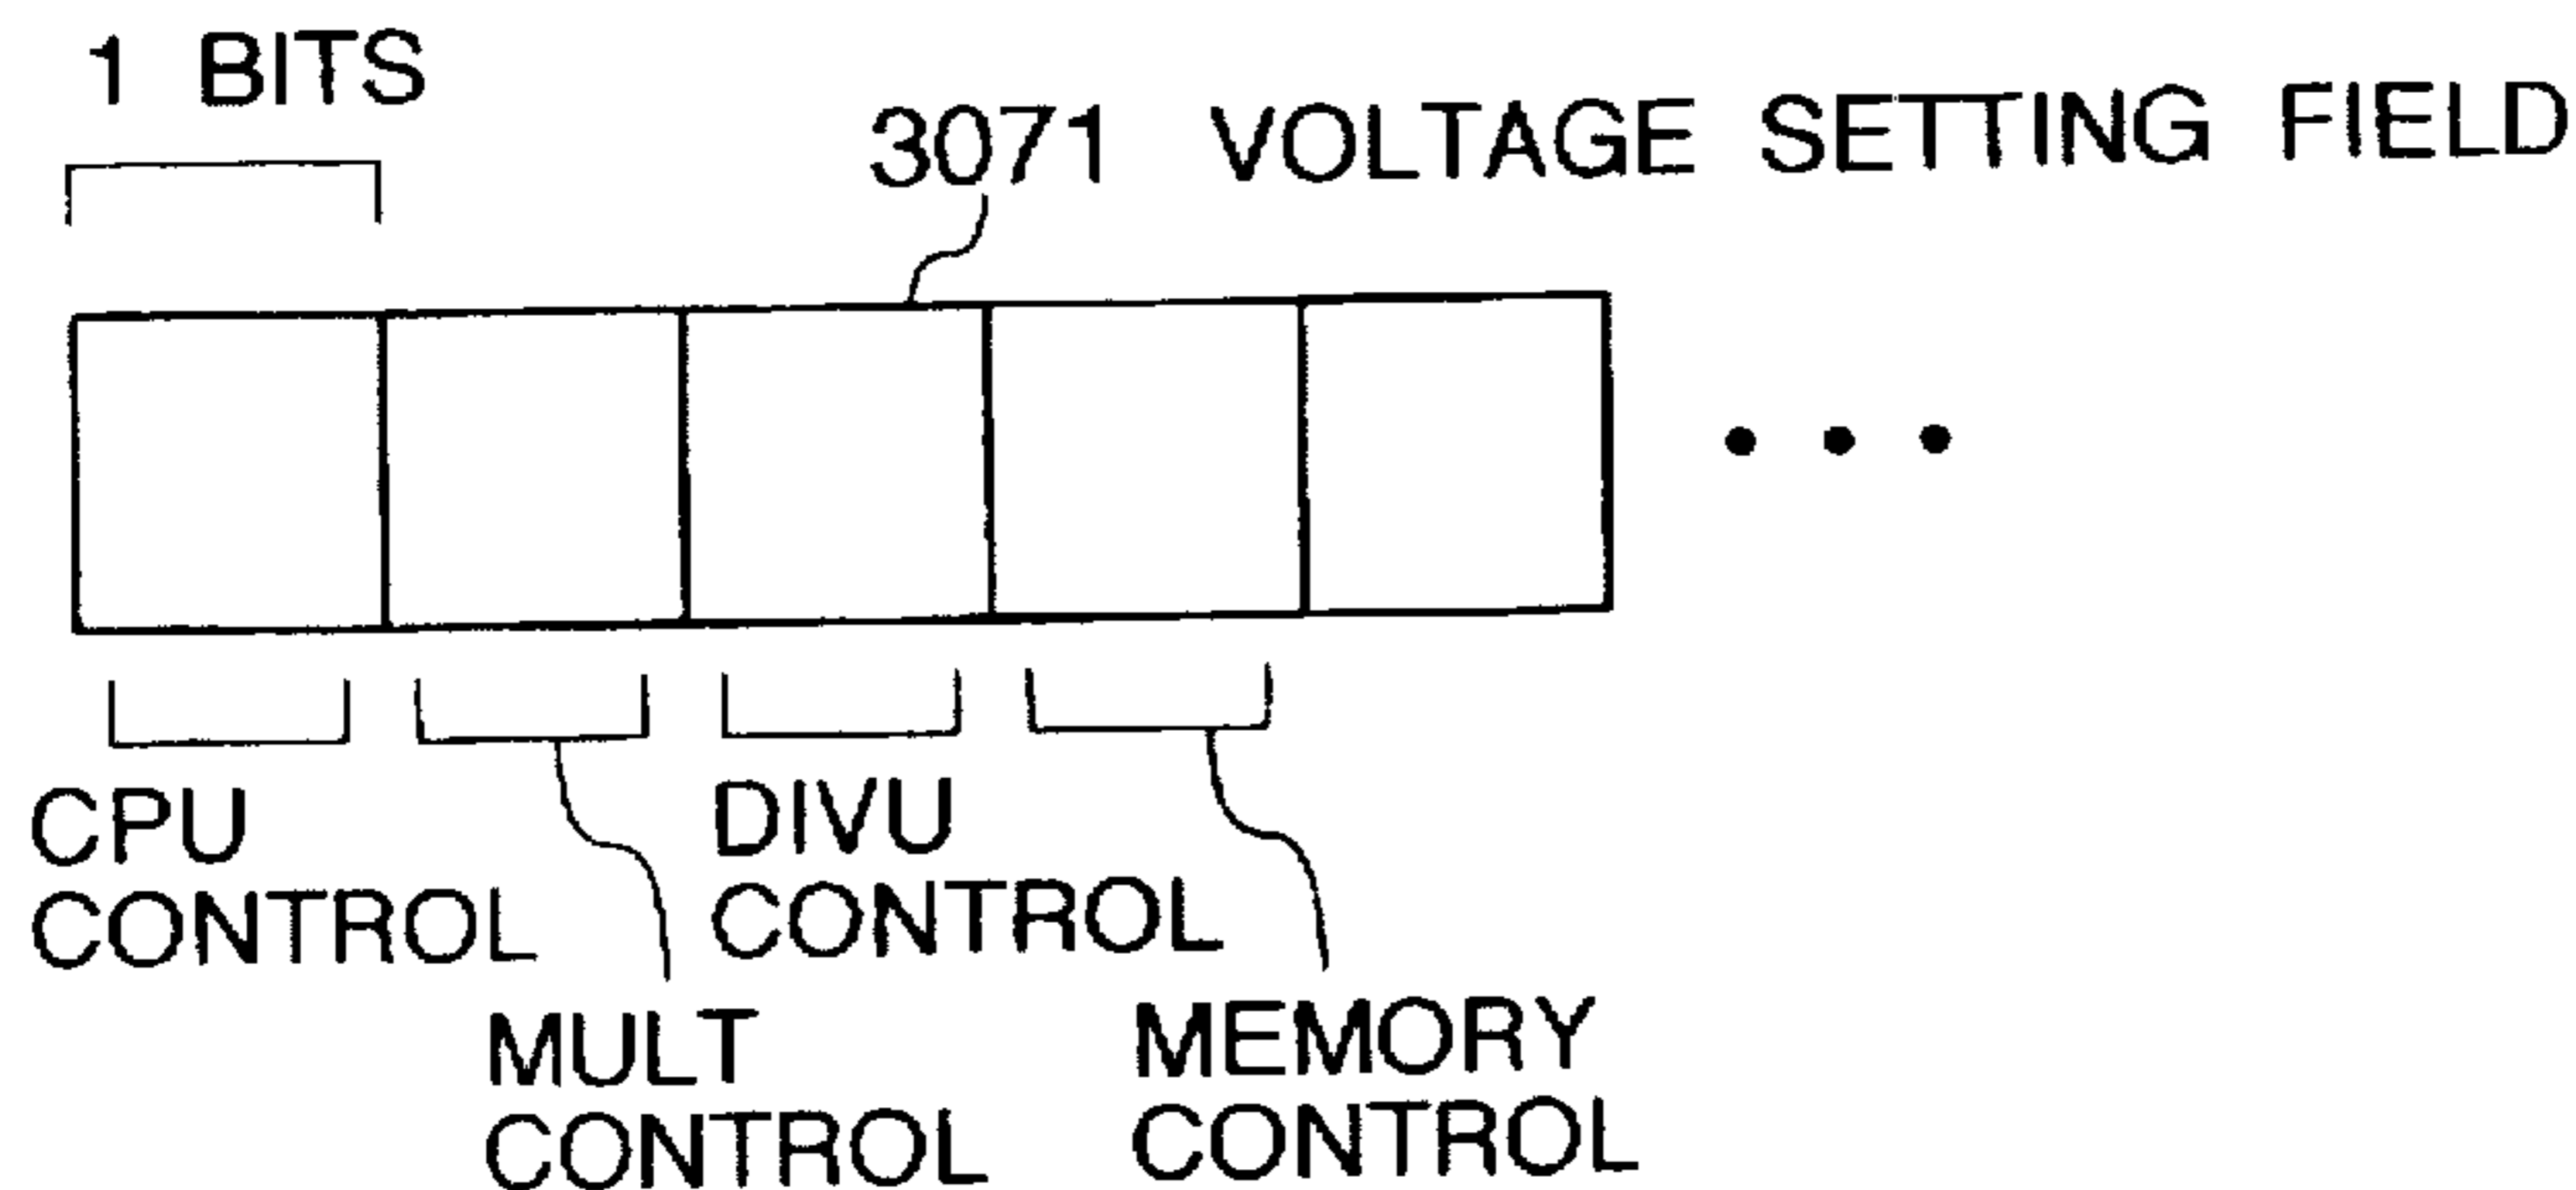 1 BITS
3071 VOLTAGE SETTING FIELD
CPU
CONTROL
MULT
CONTROL
DIVU
CONTROL
MEMORY
CONTROL